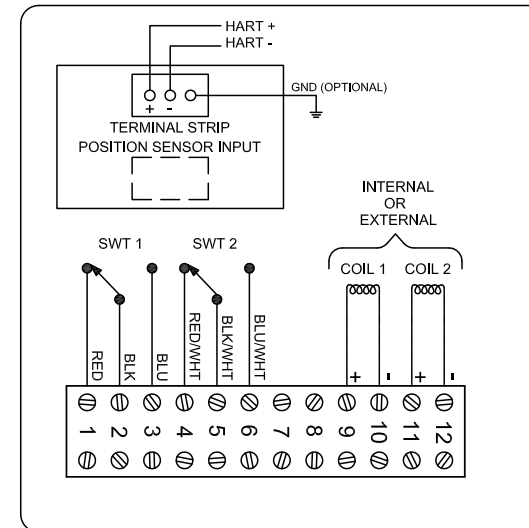 HART +
HART -
GND (OPTIONAL)
+ -
TERMINAL STRIP
POSITION SENSOR INPUT
INTERNAL
OR
EXTERNAL
SWT 1 SWT 2 COIL 1 COIL 2
RED BLK BLU RED/WHT BLK/WHT BLU/WHT + - + -
1 2 3 4 5 6 7 8 9 10 11 12